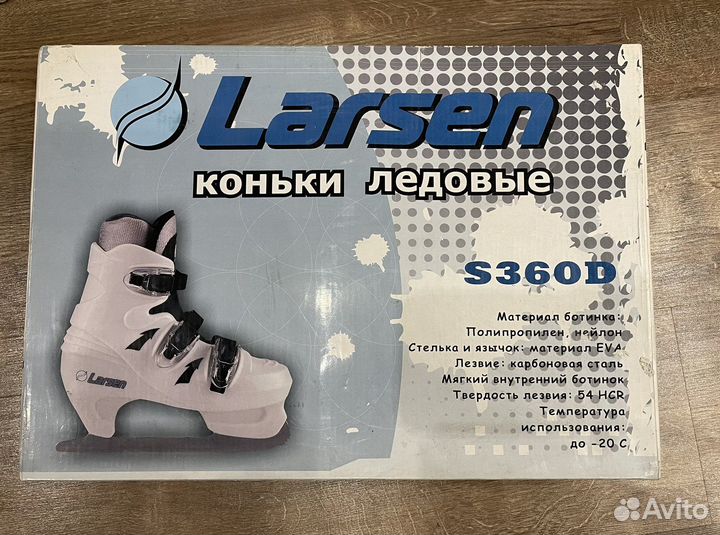 Larsen
коньки ледовые
S360D
Материал ботинка:
Полипропилен, нейлон
Стелька и язычок: материал EVA
Лезвие: карбоновая сталь
Мягкий внутренний ботинок
Твердость лезвия: 54 HCR
Температура
использования:
до -20 С
Larsen
Avito